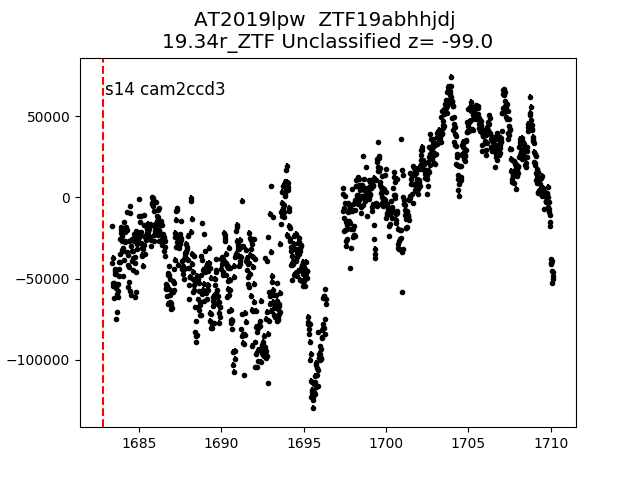 AT2019lpw  ZTF19abhhjdj
19.34r_ZTF Unclassified z= -99.0
s14 cam2ccd3
50000
0
−50000
−100000
1685 1690 1695 1700 1705 1710